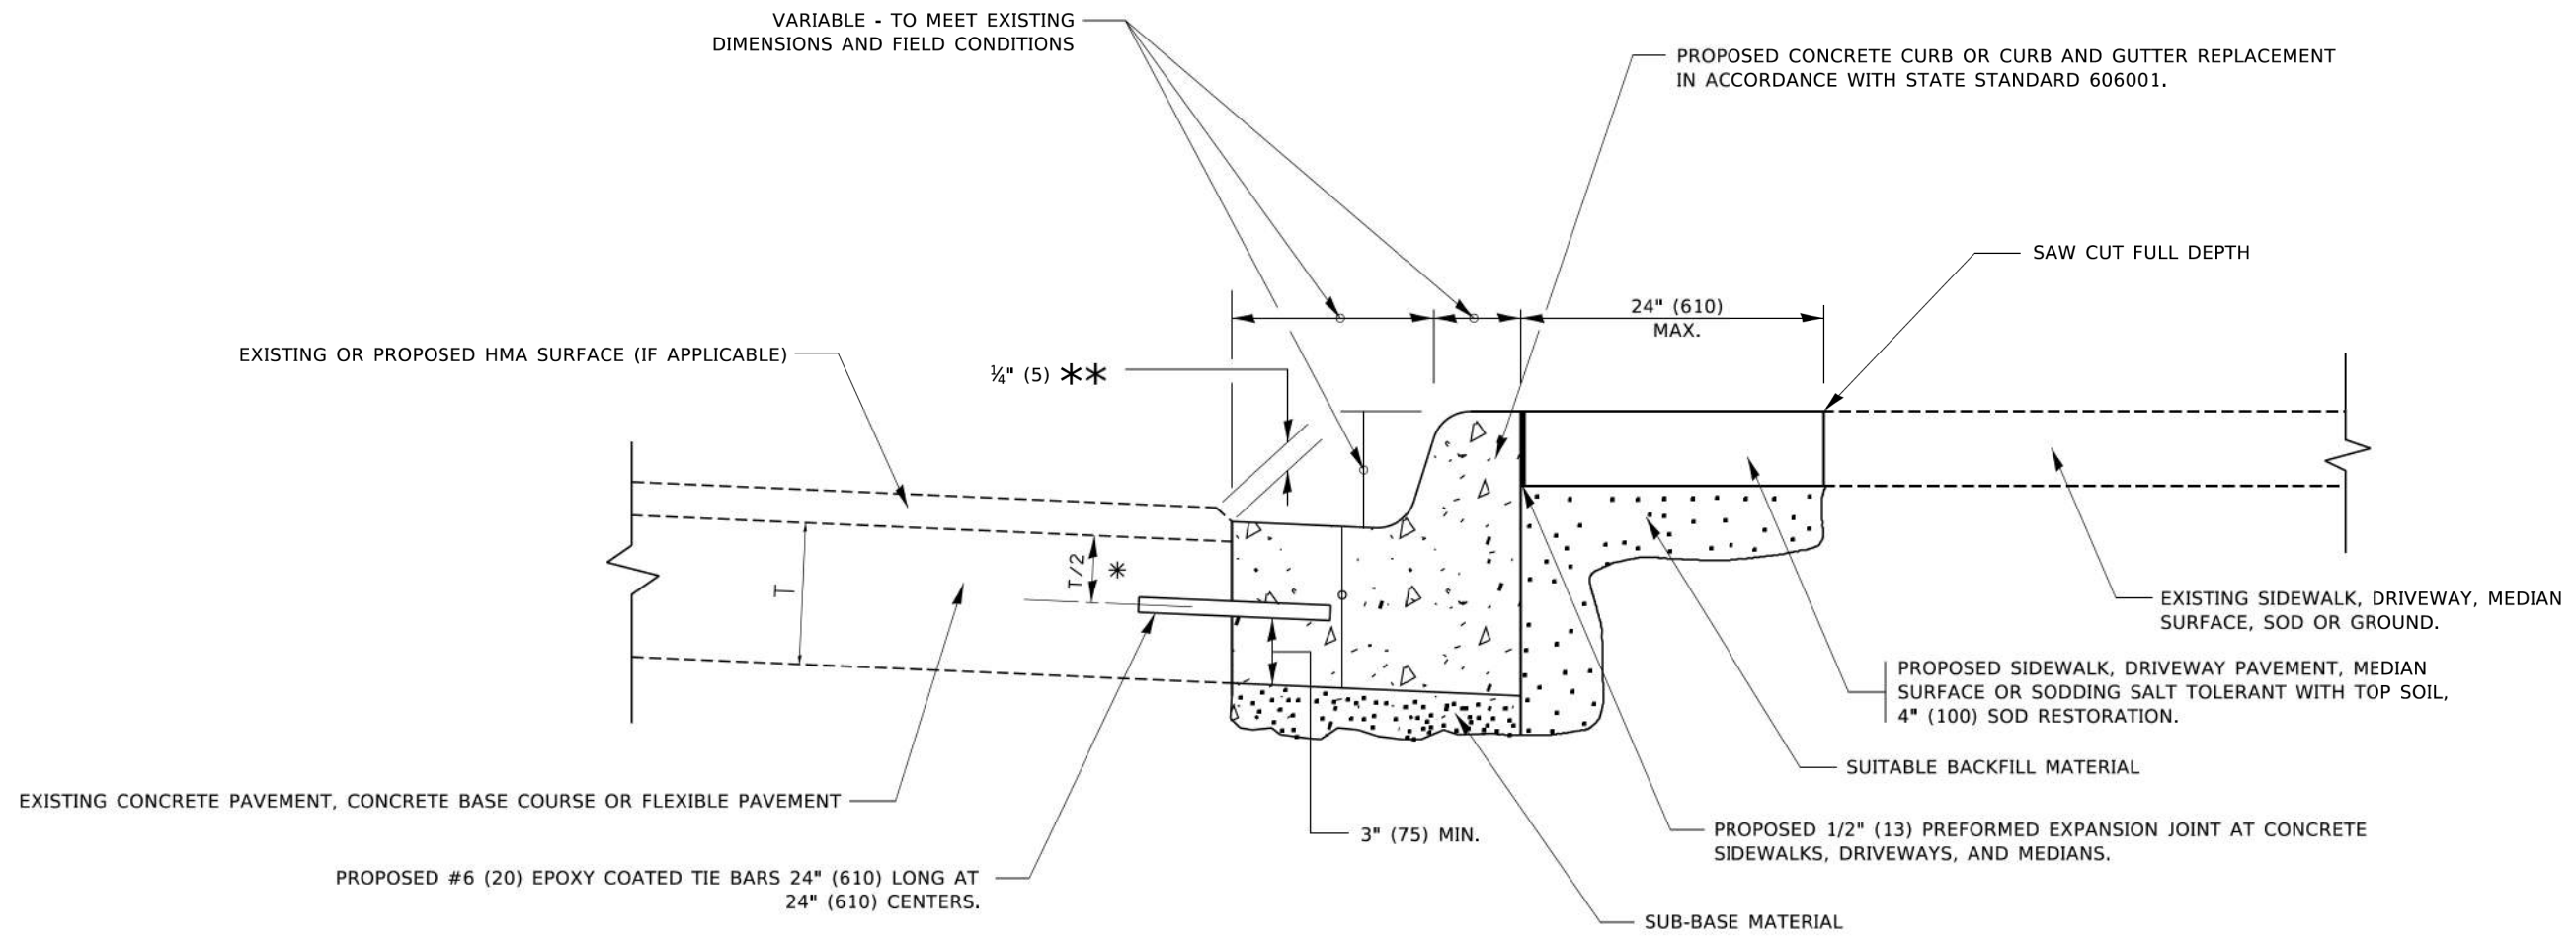 VARIABLE - TO MEET EXISTING
DIMENSIONS AND FIELD CONDITIONS
PROPOSED CONCRETE CURB OR CURB AND GUTTER REPLACEMENT
IN ACCORDANCE WITH STATE STANDARD 606001.
SAW CUT FULL DEPTH
24" (610)
MAX.
EXISTING OR PROPOSED HMA SURFACE (IF APPLICABLE)
¼" (5) **
T
T/2
*
EXISTING SIDEWALK, DRIVEWAY, MEDIAN
SURFACE, SOD OR GROUND.
PROPOSED SIDEWALK, DRIVEWAY PAVEMENT, MEDIAN
SURFACE OR SODDING SALT TOLERANT WITH TOP SOIL,
4" (100) SOD RESTORATION.
SUITABLE BACKFILL MATERIAL
EXISTING CONCRETE PAVEMENT, CONCRETE BASE COURSE OR FLEXIBLE PAVEMENT
3" (75) MIN.
PROPOSED 1/2" (13) PREFORMED EXPANSION JOINT AT CONCRETE
SIDEWALKS, DRIVEWAYS, AND MEDIANS.
PROPOSED #6 (20) EPOXY COATED TIE BARS 24" (610) LONG AT
24" (610) CENTERS.
SUB-BASE MATERIAL